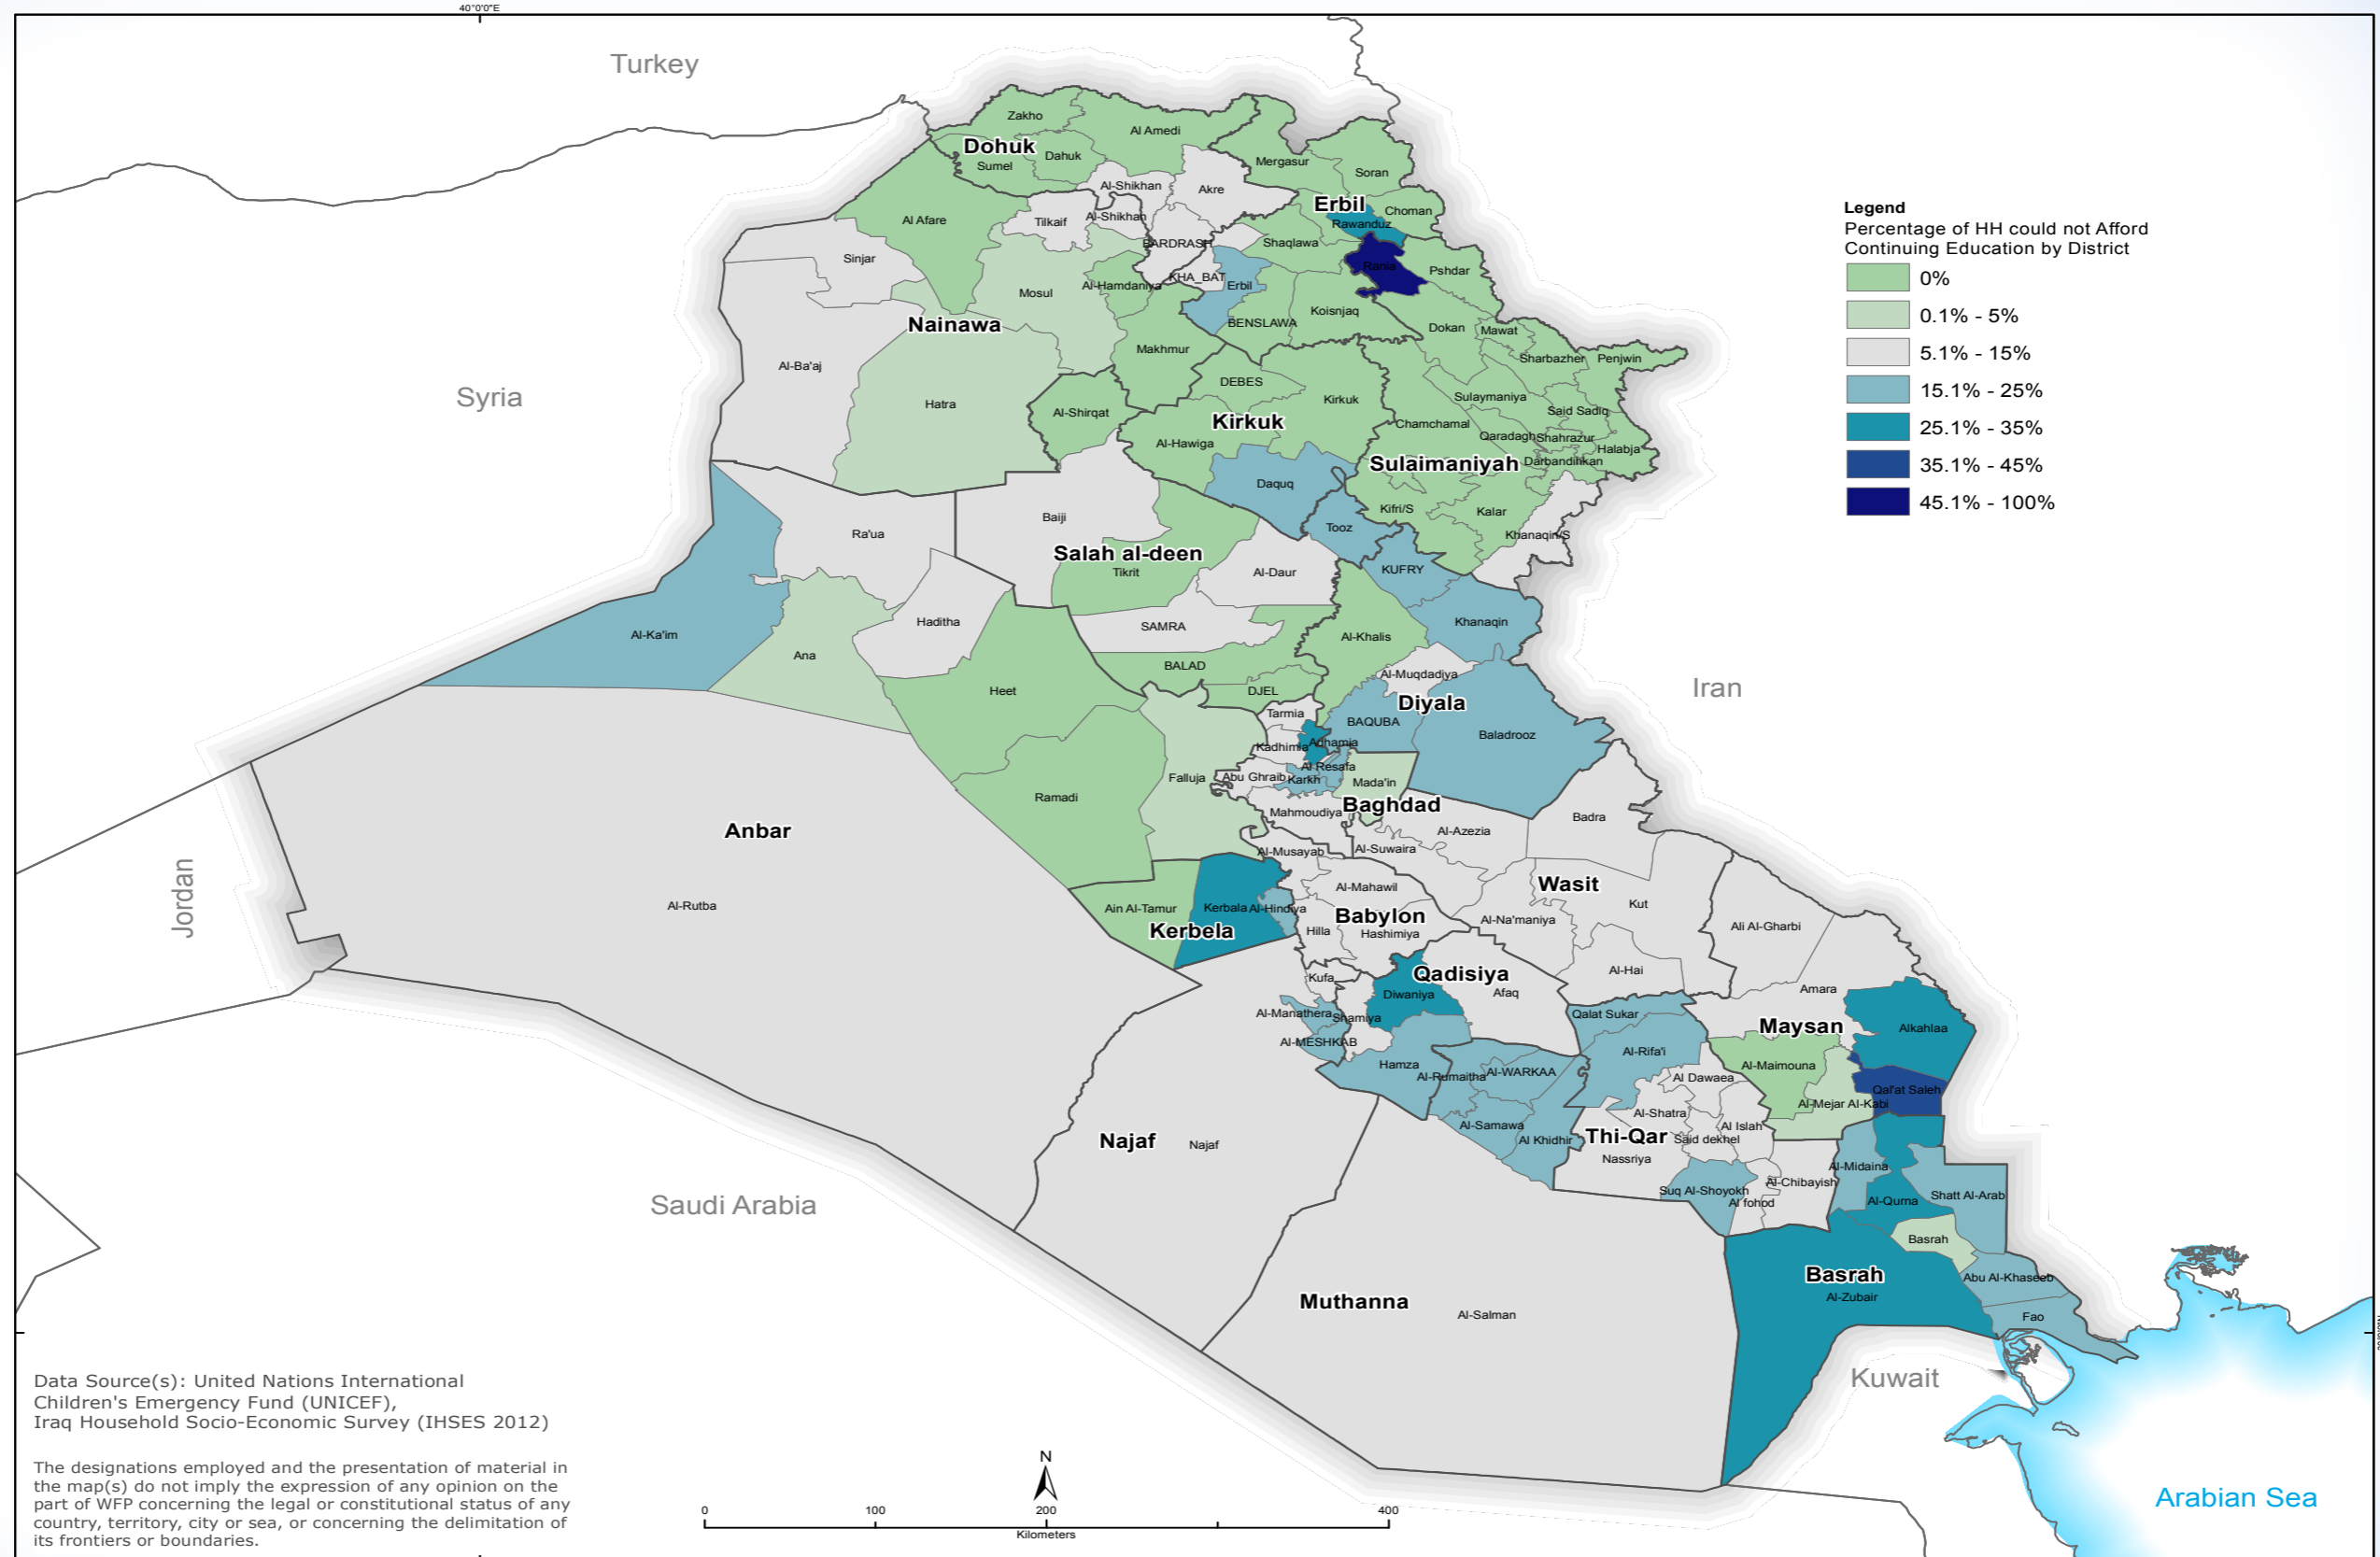 40°0'0"E
Turkey
Syria
Jordan
Saudi Arabia
Iran
Kuwait
Arabian Sea
Legend
Percentage of HH could not Afford
Continuing Education by District
0%
0.1% - 5%
5.1% - 15%
15.1% - 25%
25.1% - 35%
35.1% - 45%
45.1% - 100%
Zakho
Al Amedi
Dohuk
Dahuk
Sumel
Mergasur
Soran
Al-Shikhan
Akre
Erbil
Choman
Rawanduz
Al Afare
Tilkaif
Al-Shikhan
BARDRASH
Shaqlawa
Sinjar
Rania
Pshdar
KHA_BAT
Erbil
Mosul
Al-Hamdaniya
Koisnjaq
BENSLAWA
Nainawa
Dokan
Mawat
Makhmur
Sharbazher
Penjwin
Al-Ba'aj
DEBES
Kirkuk
Hatra
Al-Shirqat
Sulaymaniya
Said Sadiq
Kirkuk
Chamchamal
Al-Hawiga
Qaradagh
Shahrazur
Halabja
Sulaimaniyah
Darbandihkan
Daquq
Kifri/S
Kalar
Baiji
Tooz
Ra'ua
Khanaqin/S
Salah al-deen
Tikrit
Al-Daur
KUFRY
Haditha
SAMRA
Khanaqin
Al-Ka'im
Al-Khalis
Ana
BALAD
Al-Muqdadiya
Heet
DJEL
Diyala
Tarmia
BAQUBA
Baladrooz
Kadhimia
Adhamia
Al Resafa
Falluja
Abu Ghraib
Karkh
Mada'in
Ramadi
Baghdad
Mahmoudiya
Badra
Anbar
Al-Azezia
Al-Musayab
Al-Suwaira
Wasit
Al-Mahawil
Al-Rutba
Ain Al-Tamur
Kerbala
Al-Hindiya
Kut
Babylon
Al-Na'maniya
Ali Al-Gharbi
Kerbela
Hilla
Hashimiya
Qadisiya
Al-Hai
Kufa
Amara
Diwaniya
Afaq
Al-Manathera
Shamiya
Qalat Sukar
Maysan
Alkahlaa
Al-MESHKAB
Al-Rifa'i
Hamza
Al-Maimouna
Al-Rumaitha
Al-WARKAA
Al Dawaea
Qal'at Saleh
Al-Mejar Al-Kabi
Al-Shatra
Al-Samawa
Al Islah
Al Khidhir
Thi-Qar
Said dekhel
Najaf
Najaf
Nassriya
Al-Midaina
Al-Chibayish
Suq Al-Shoyokh
Shatt Al-Arab
Al fohod
Al-Qurna
Basrah
Basrah
Abu Al-Khaseeb
Muthanna
Al-Zubair
Al-Salman
Fao
Data Source(s): United Nations International
Children's Emergency Fund (UNICEF),
Iraq Household Socio-Economic Survey (IHSES 2012)
The designations employed and the presentation of material in
the map(s) do not imply the expression of any opinion on the
part of WFP concerning the legal or constitutional status of any
country, territory, city or sea, or concerning the delimitation of
its frontiers or boundaries.
N
0 100 200 400
Kilometers